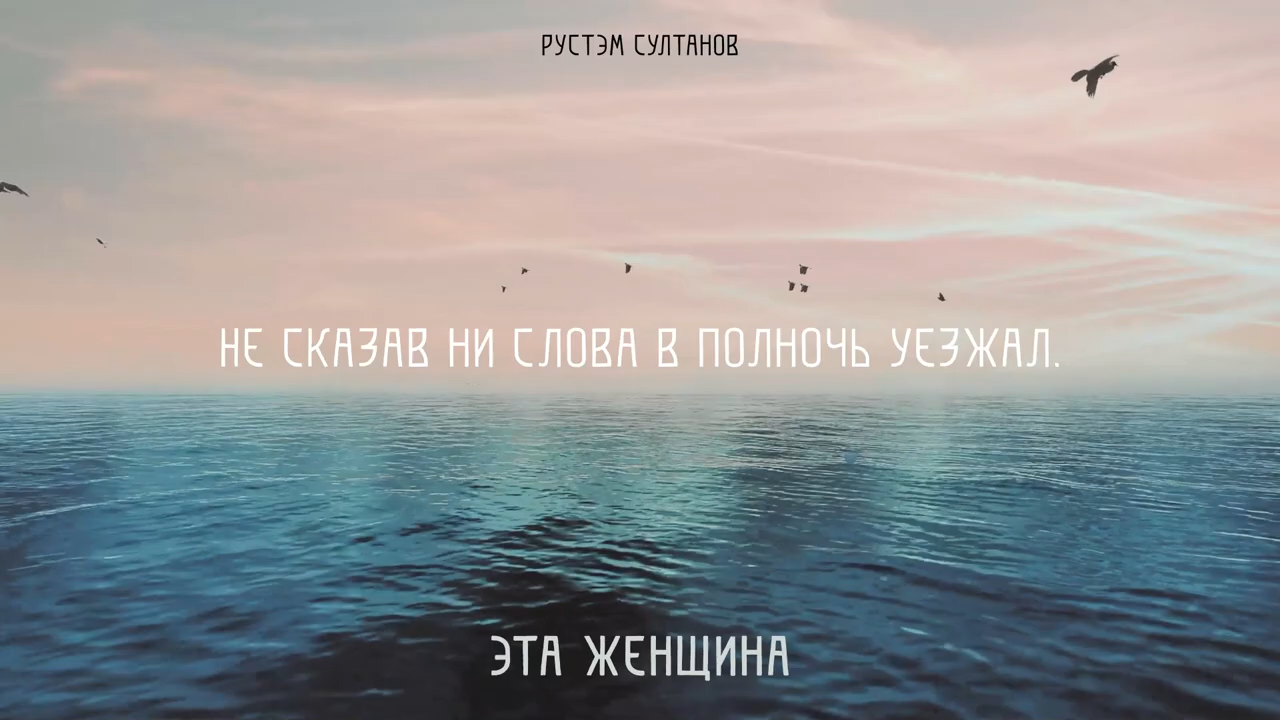 РУСТЭМ СУЛТАНОВ
НЕ СКАЗАВ НИ СЛОВА В ПОЛНОЧЬ УЕЗЖАЛ.
ЭТА ЖЕНЩИНА